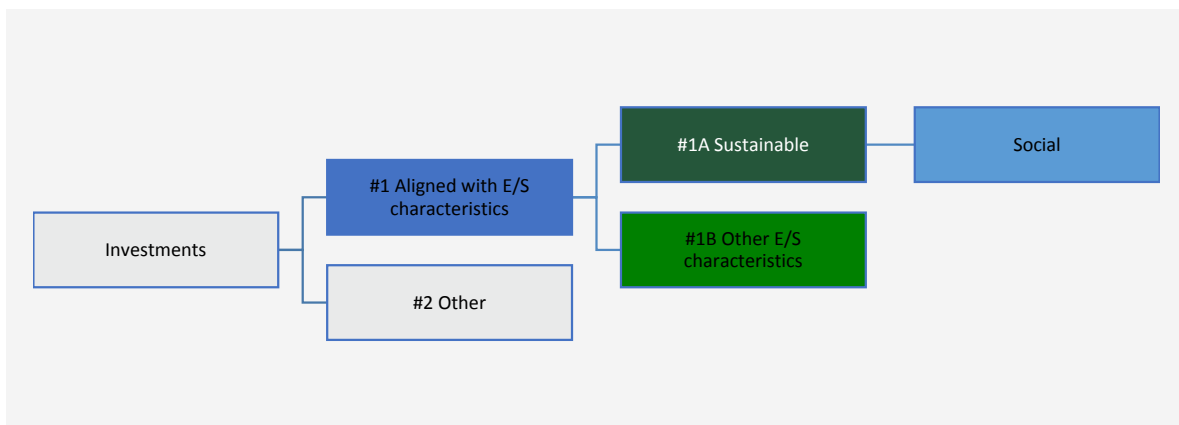 Investments
#1 Aligned with E/S
characteristics
#2 Other
#1A Sustainable
#1B Other E/S
characteristics
Social